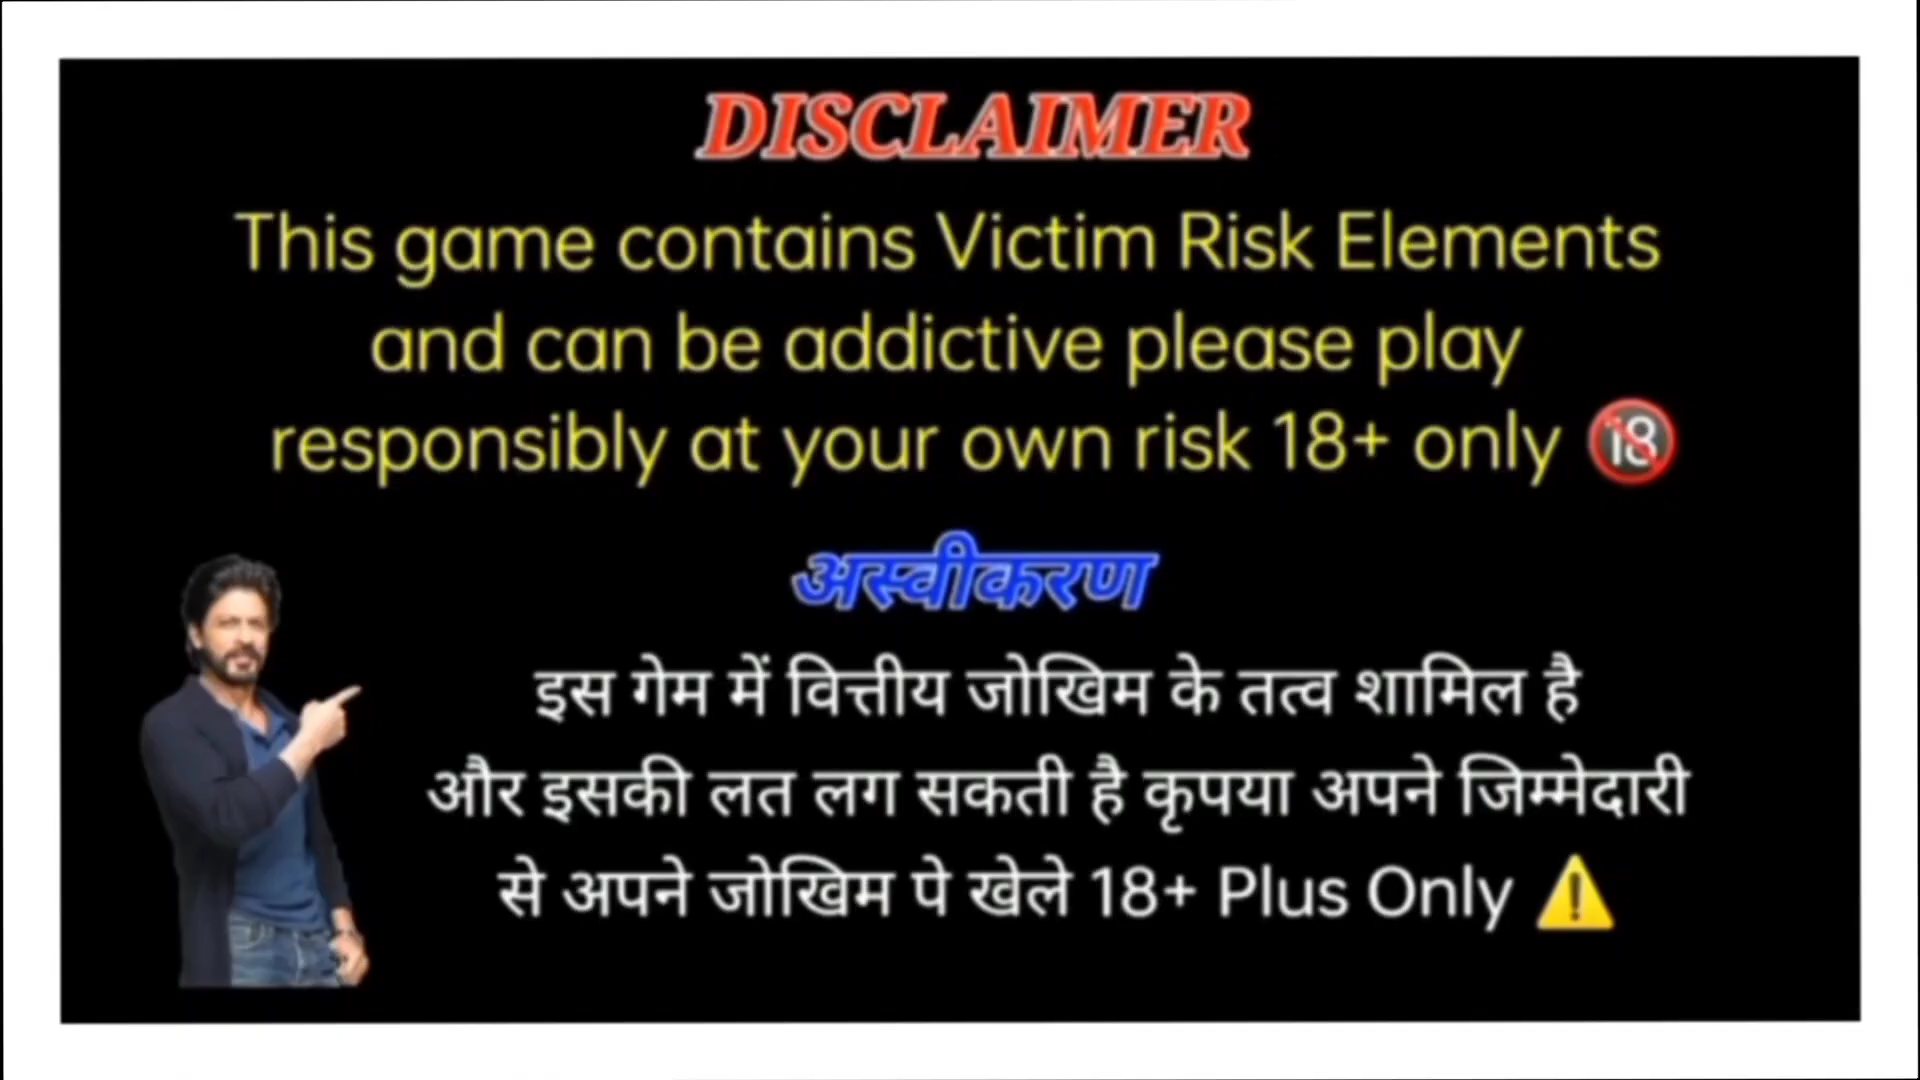 DISCLAIMER
This game contains Victim Risk Elements
and can be addictive please play
responsibly at your own risk 18+ only 🔞
अस्वीकरण
इस गेम में वित्तीय जोखिम के तत्व शामिल है
और इसकी लत लग सकती है कृपया अपने जिम्मेदारी
से अपने जोखिम पे खेले 18+ Plus Only ⚠️